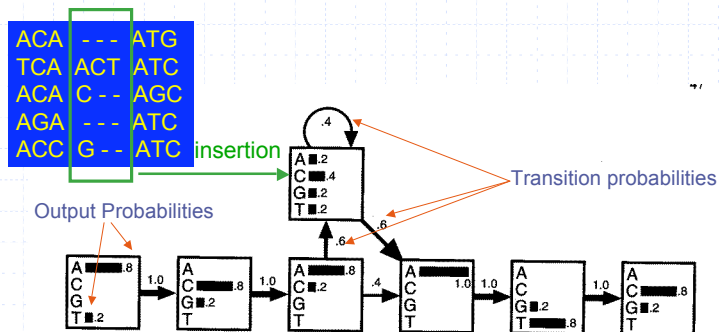 ACA - - - ATG
TCA ACT ATC
ACA C - - AGC
AGA - - - ATC
ACC G - - ATC
insertion
.4
A .2
C .4
G .2
T .2
Transition probabilities
Output Probabilities
.6
.6
A .8
C
G
T .2
1.0
A
C .8
G .2
T
1.0
A .8
C .2
G
T
.4
A 1.0
C
G
T
1.0
A
C
G .2
T .8
1.0
A
C .8
G .2
T